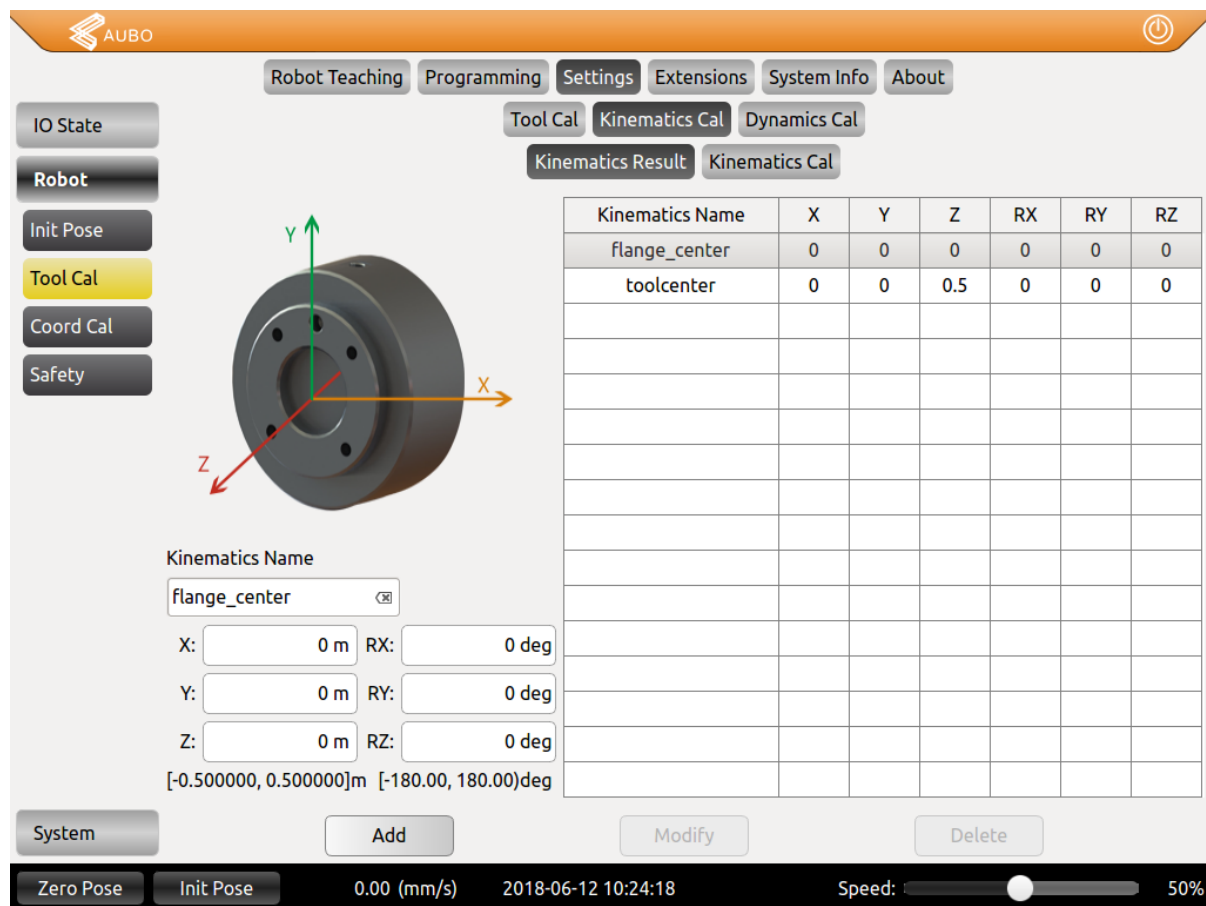 AUBO
Robot Teaching Programming Settings Extensions System Info About
IO State
Tool Cal Kinematics Cal Dynamics Cal
Kinematics Result Kinematics Cal
Robot
Init Pose
Tool Cal
Coord Cal
Safety
Y
X
Z
Kinematics Name X Y Z RX RY RZ
flange_center 0 0 0 0 0 0
toolcenter 0 0 0.5 0 0 0
Kinematics Name
flange_center
X: 0 m RX: 0 deg
Y: 0 m RY: 0 deg
Z: 0 m RZ: 0 deg
[-0.500000, 0.500000]m [-180.00, 180.00)deg
System
Add Modify Delete
Zero Pose Init Pose 0.00 (mm/s) 2018-06-12 10:24:18 Speed: 50%